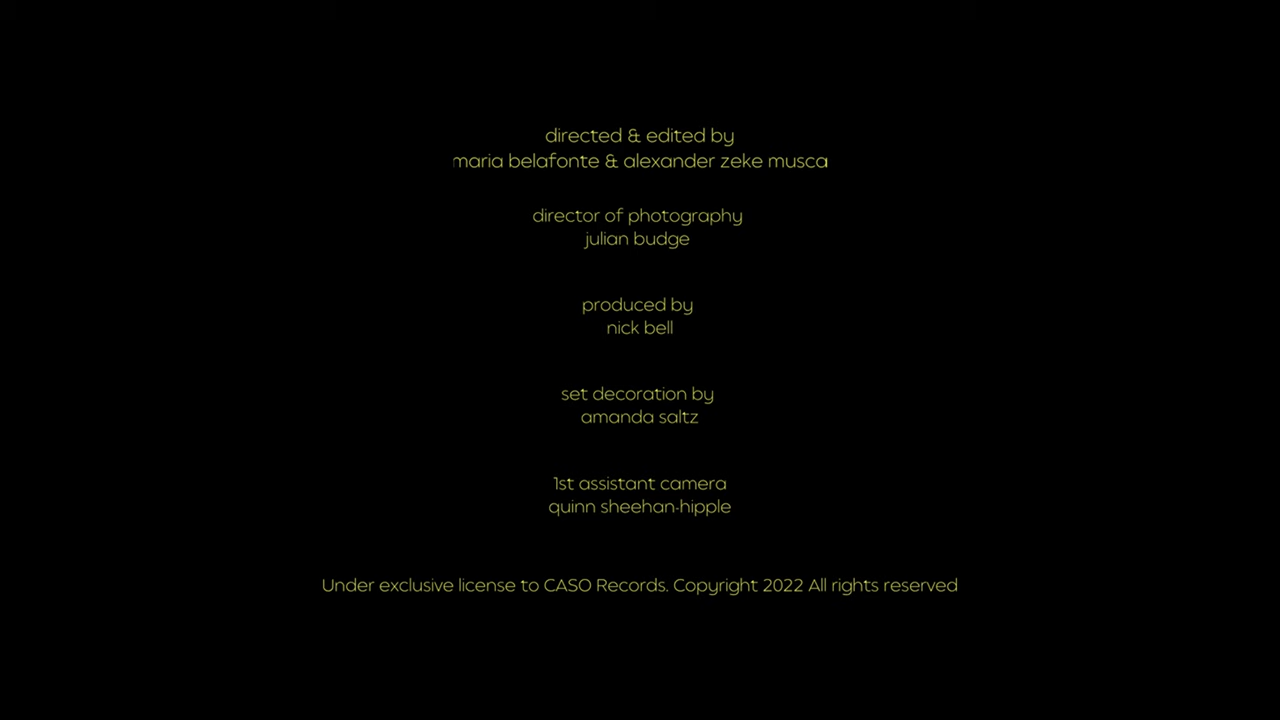 directed & edited by
maria belafonte & alexander zeke musca
director of photography
julian budge
produced by
nick bell
set decoration by
amanda saltz
1st assistant camera
quinn sheehan-hipple
Under exclusive license to CASO Records. Copyright 2022 All rights reserved